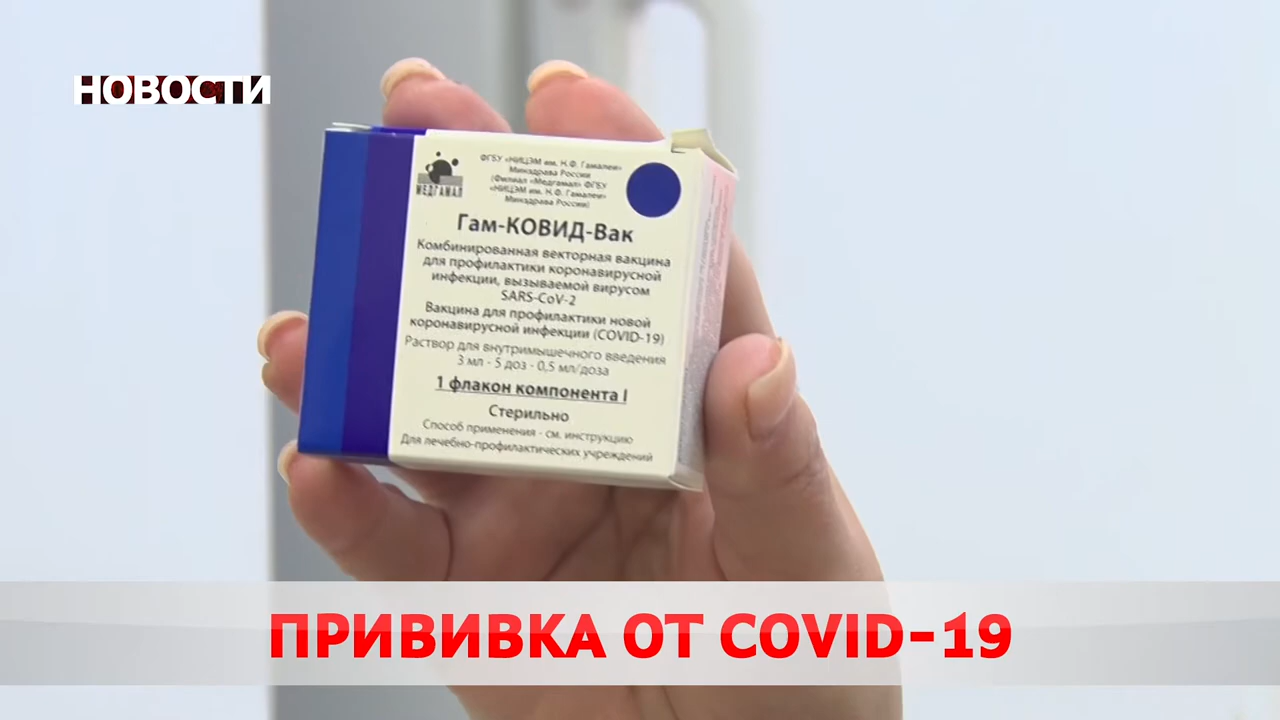 НОВОСТИ
МЕДГАМАЛ
ФГБУ «НИЦЭМ им. Н.Ф. Гамалеи»
Минздрава России
(Филиал «Медгамал» ФГБУ
«НИЦЭМ им. Н.Ф. Гамалеи»
Минздрава России)
Гам-КОВИД-Вак
Комбинированная векторная вакцина
для профилактики коронавирусной
инфекции, вызываемой вирусом
SARS-CoV-2
Вакцина для профилактики новой
коронавирусной инфекции (COVID-19)
Раствор для внутримышечного введения
3 мл - 5 доз - 0,5 мл/доза
1 флакон компонента I
Стерильно
Способ применения - см. инструкцию
Для лечебно-профилактических учреждений
ПРИВИВКА ОТ COVID-19